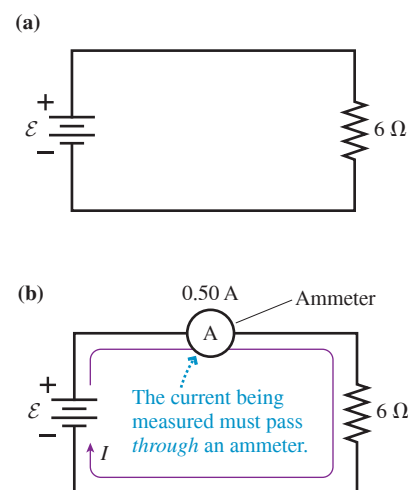 (a)
+
ℰ
−
6 Ω
(b)
0.50 A
Ammeter
A
+
ℰ
−
The current being
measured must pass
through an ammeter.
I
6 Ω